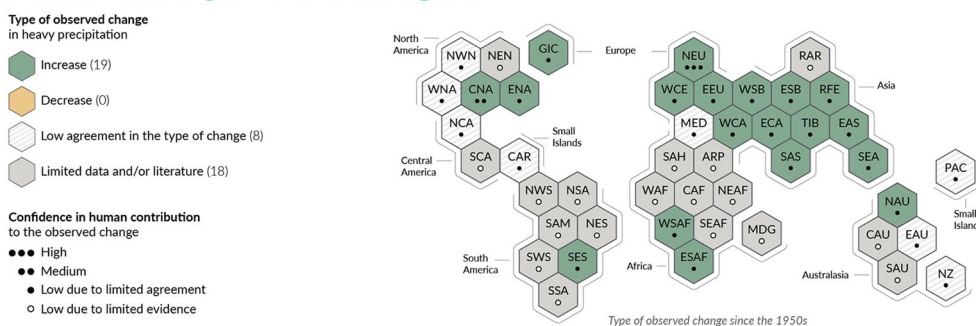 Type of observed change
in heavy precipitation
Increase (19)
Decrease (0)
Low agreement in the type of change (8)
Limited data and/or literature (18)
Confidence in human contribution
to the observed change
●●● High
●● Medium
● Low due to limited agreement
○ Low due to limited evidence
North
America
GIC
Europe
NWN
NEN
NEU
RAR
WNA
CNA
ENA
WCE
EEU
WSB
ESB
RFE
Asia
NCA
MED
WCA
ECA
TIB
EAS
Small
Islands
Central
America
SCA
CAR
SAH
ARP
SAS
SEA
PAC
NWS
NSA
WAF
CAF
NEAF
NAU
Small
SAM
NES
WSAF
SEAF
MDG
CAU
EAU
South
America
SWS
SES
Africa
ESAF
Australasia
SAU
NZ
SSA
Type of observed change since the 1950s